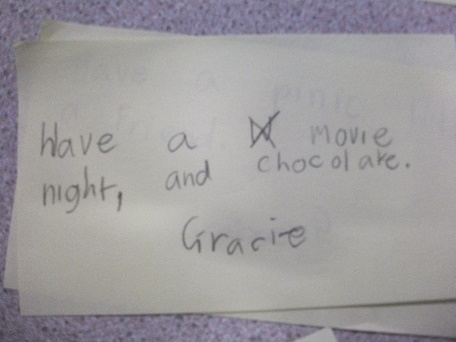 Have a movie
night, and chocolate.
Gracie